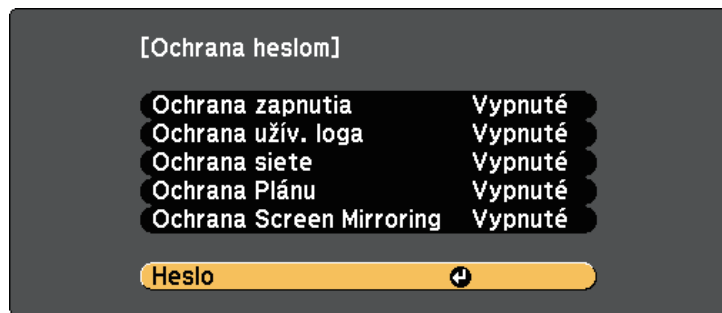 [Ochrana heslom]
Ochrana zapnutia Vypnuté
Ochrana užív. loga Vypnuté
Ochrana siete Vypnuté
Ochrana Plánu Vypnuté
Ochrana Screen Mirroring Vypnuté
Heslo